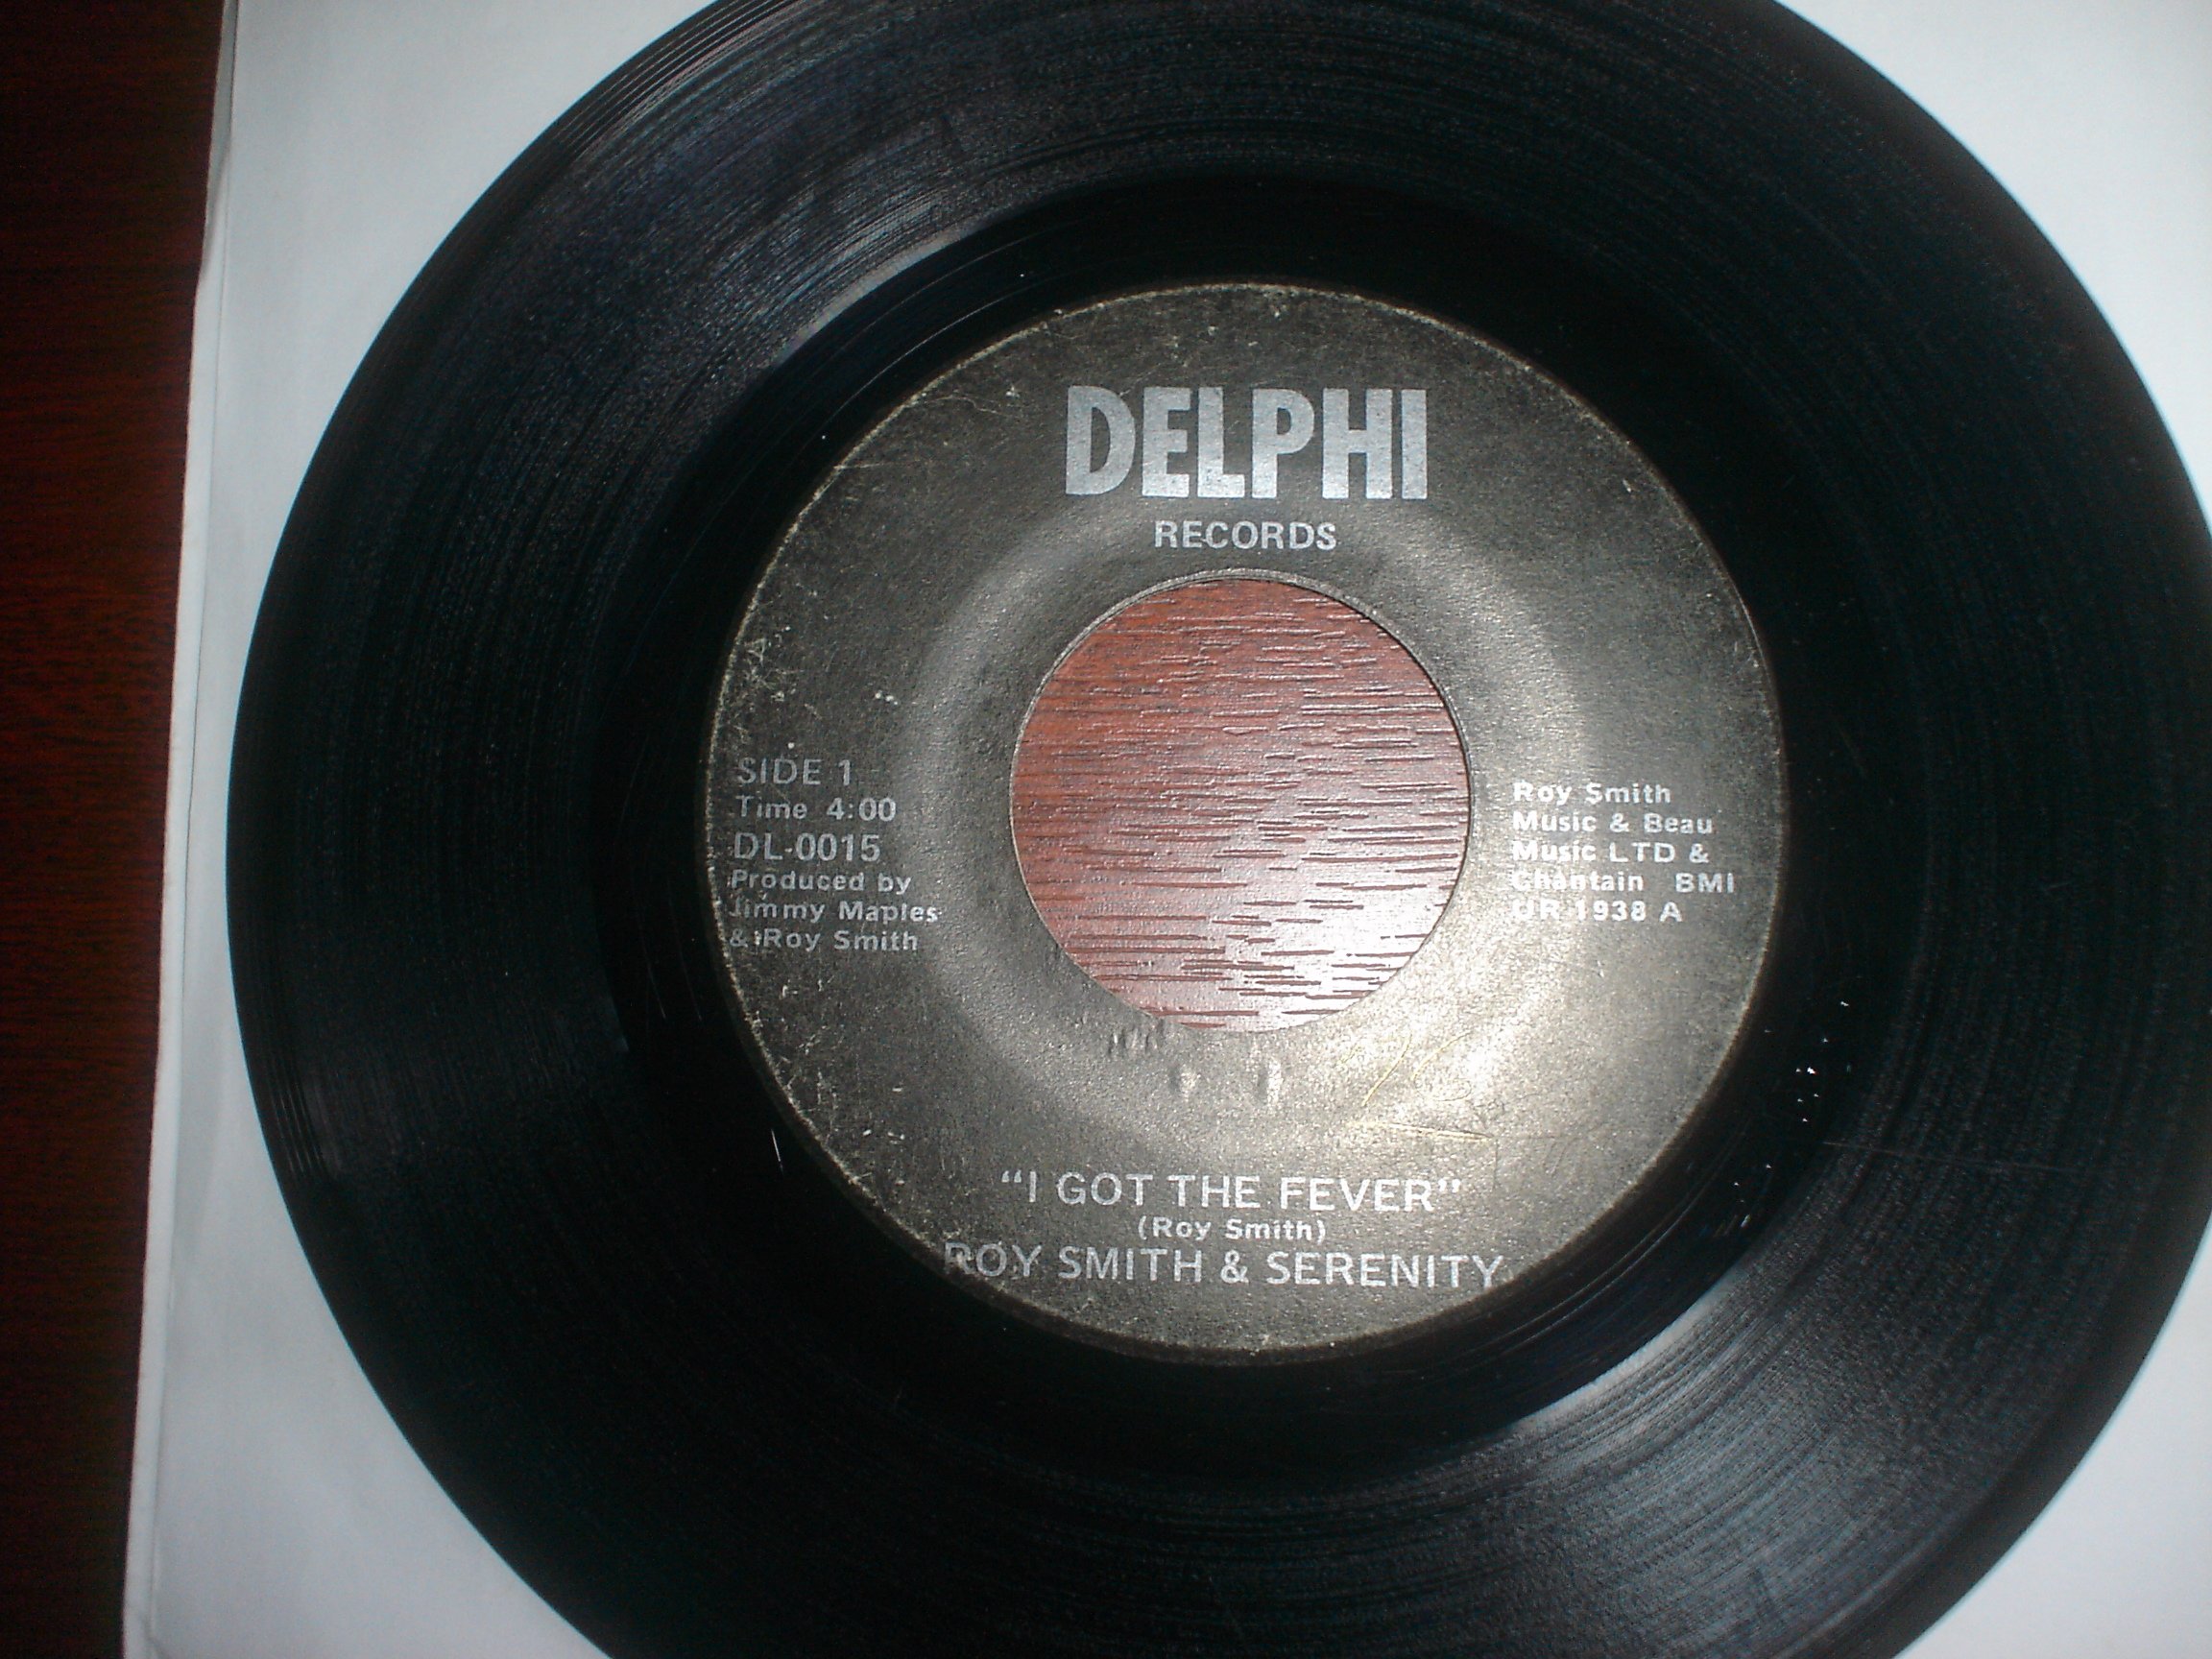 DELPHI
RECORDS
SIDE 1
Time 4:00
DL-0015
Produced by
Jimmy Maples
& Roy Smith
Roy Smith
Music & Beau
Music LTD &
Chantain BMI
UR-1938 A
"I GOT THE FEVER"
(Roy Smith)
ROY SMITH & SERENITY